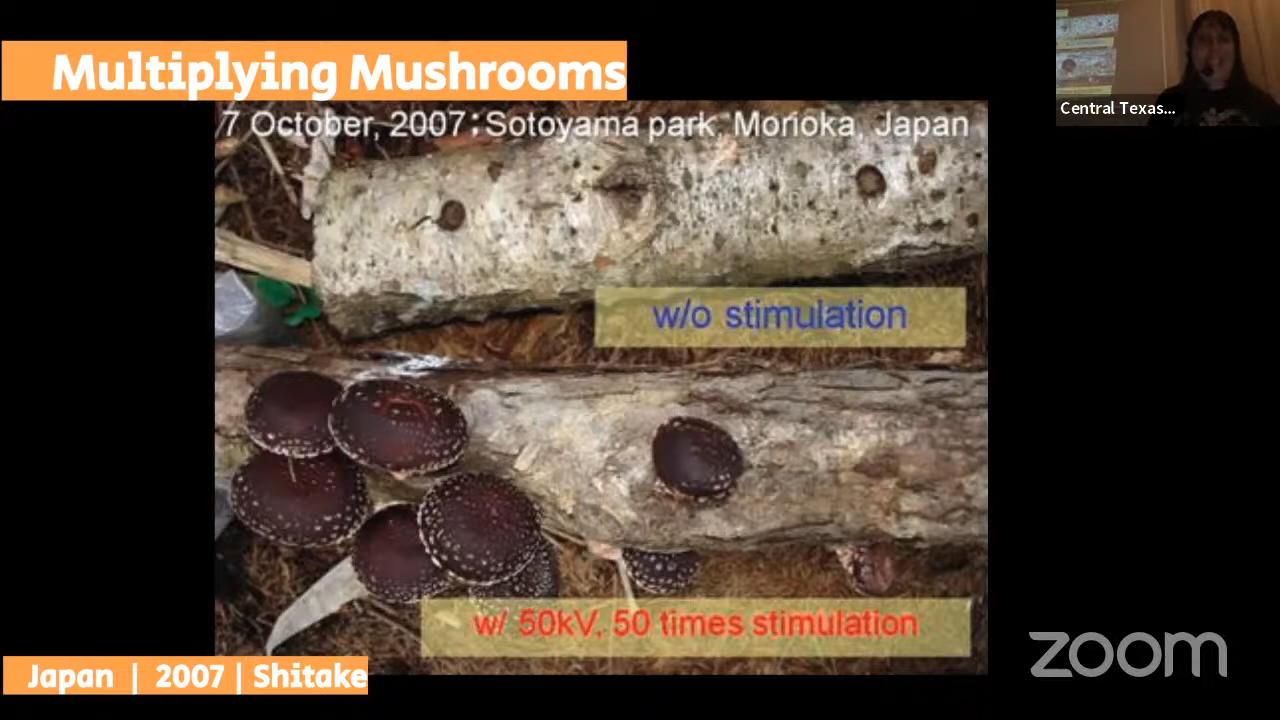 Multiplying Mushrooms
7 October, 2007: Sotoyama park, Morioka, Japan
w/o stimulation
w/ 50kV, 50 times stimulation
Japan | 2007 | Shitake
Central Texas...
zoom